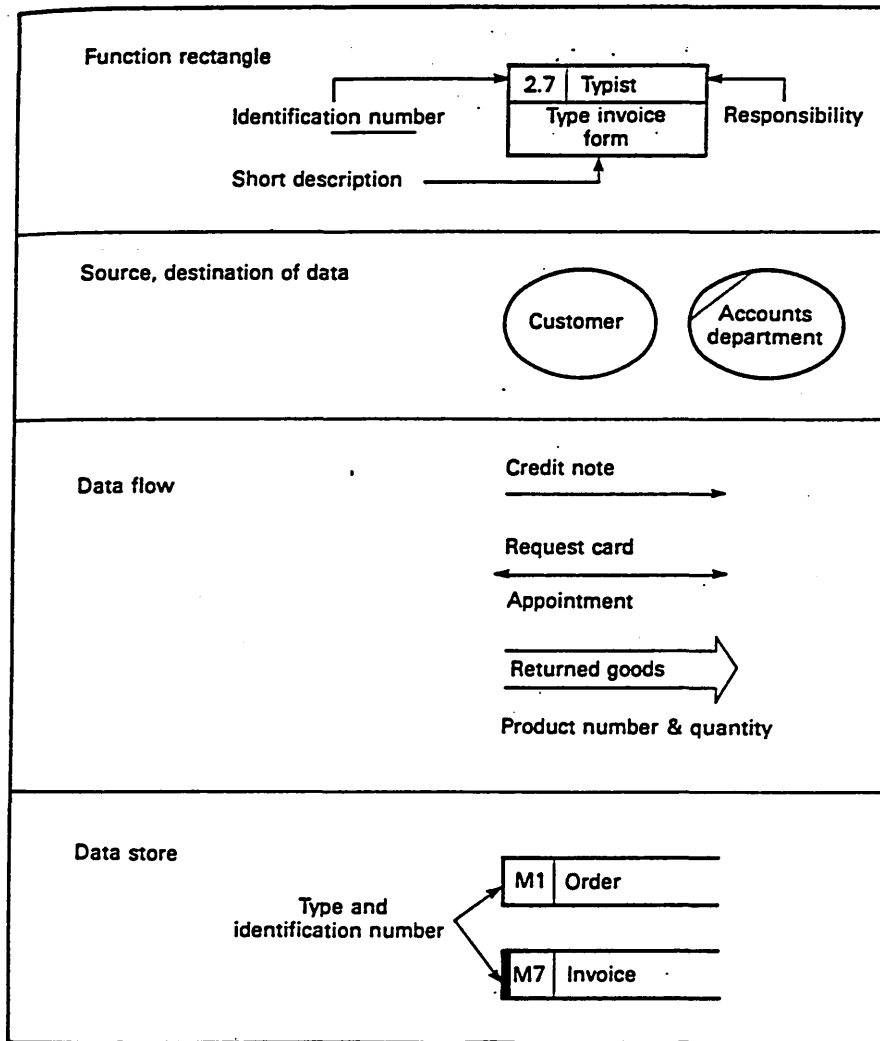 Function rectangle
2.7 Typist
Identification number
Type invoice
form
Responsibility
Short description
Source, destination of data
Customer
Accounts
department
Data flow
Credit note
Request card
Appointment
Returned goods
Product number & quantity
Data store
M1 Order
Type and
identification number
M7 Invoice